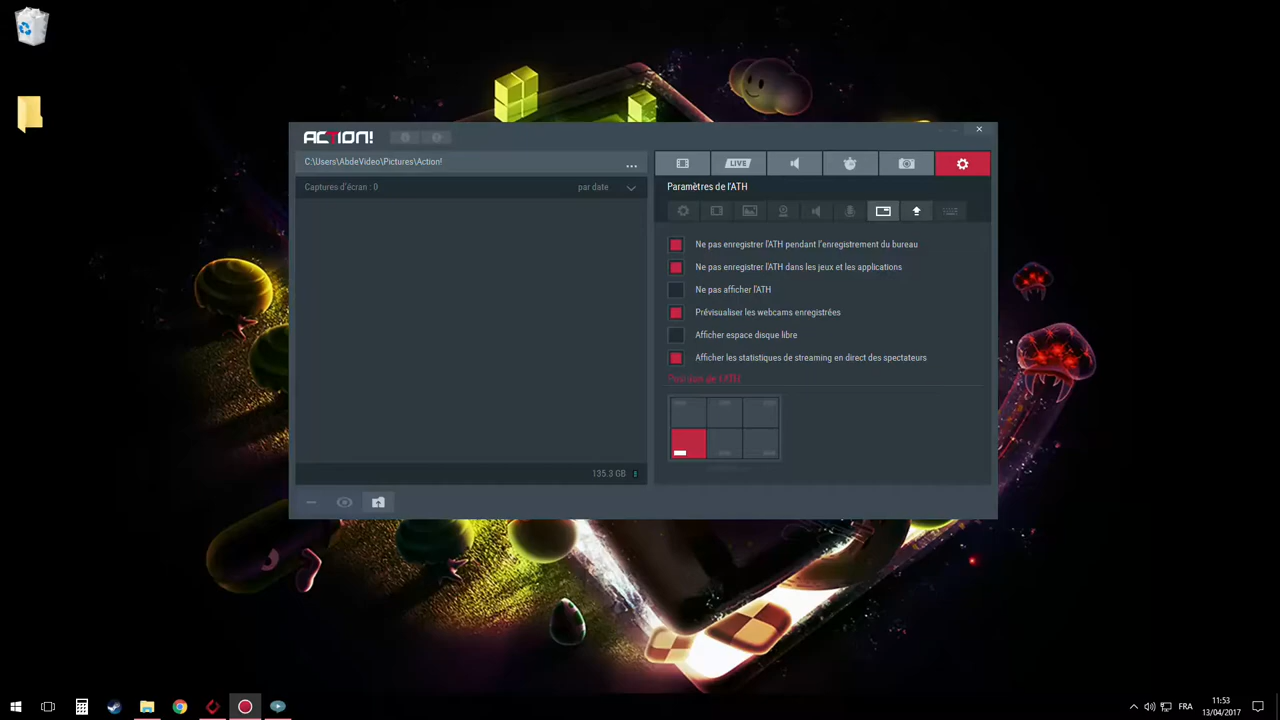 ACTION!
C:\Users\AbdeVideo\Pictures\Action!
...
LIVE
Captures d'écran : 0
par date
Paramètres de l'ATH
Ne pas enregistrer l'ATH pendant l'enregistrement du bureau
Ne pas enregistrer l'ATH dans les jeux et les applications
Ne pas afficher l'ATH
Prévisualiser les webcams enregistrées
Afficher espace disque libre
Afficher les statistiques de streaming en direct des spectateurs
Position de l'ATH
135.3 GB
FRA
11:53
13/04/2017